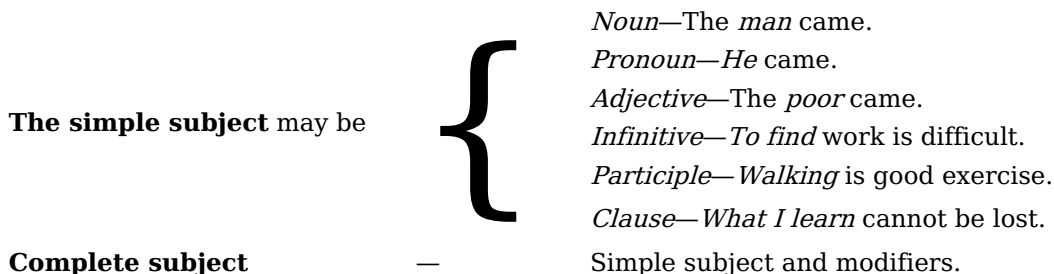 Noun—The man came.
Pronoun—He came.
Adjective—The poor came.
The simple subject may be
Infinitive—To find work is difficult.
Participle—Walking is good exercise.
Clause—What I learn cannot be lost.
Complete subject — Simple subject and modifiers.